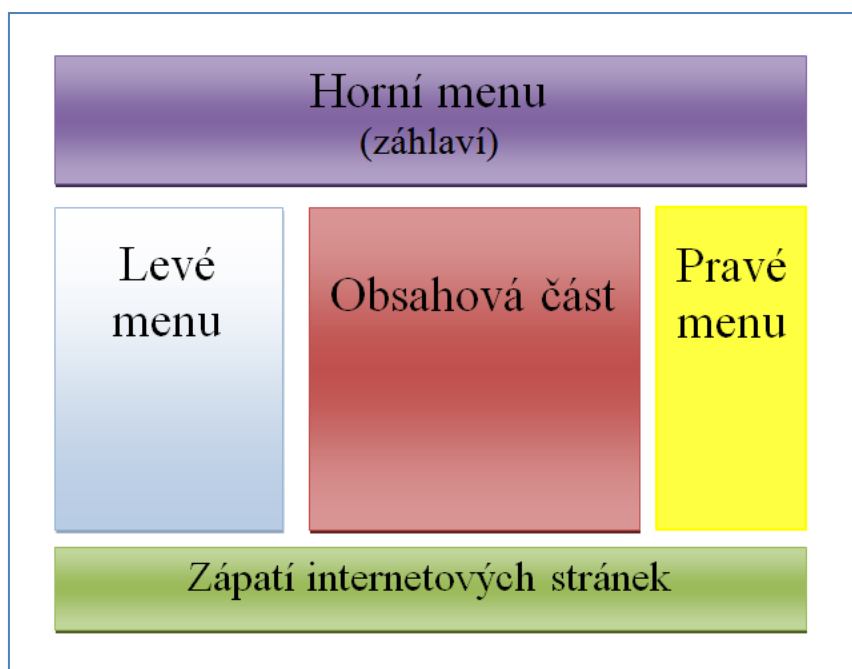 Horní menu
(záhlaví)
Levé
menu
Obsahová část
Pravé
menu
Zápatí internetových stránek